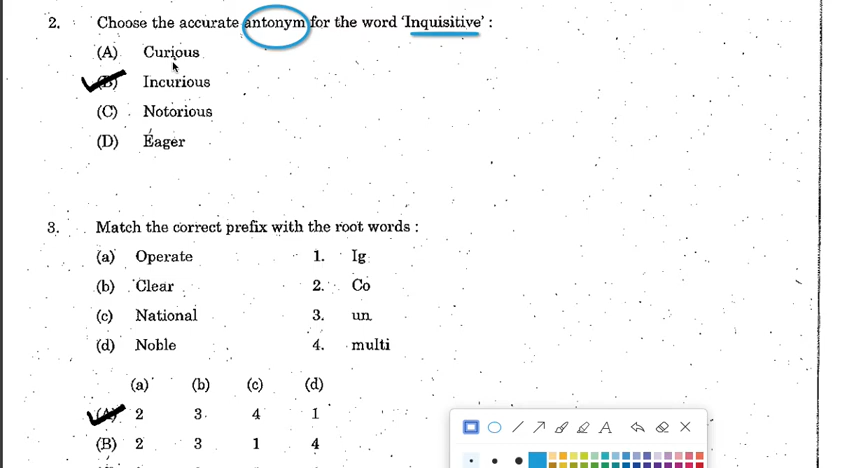 2. Choose the accurate antonym for the word 'Inquisitive' :
(A) Curious
(B) Incurious
(C) Notorious
(D) Eager
3. Match the correct prefix with the root words :
(a) Operate 1. Ig
(b) Clear 2. Co
(c) National 3. un
(d) Noble 4. multi
(a) (b) (c) (d)
(A) 2 3 4 1
(B) 2 3 1 4
A